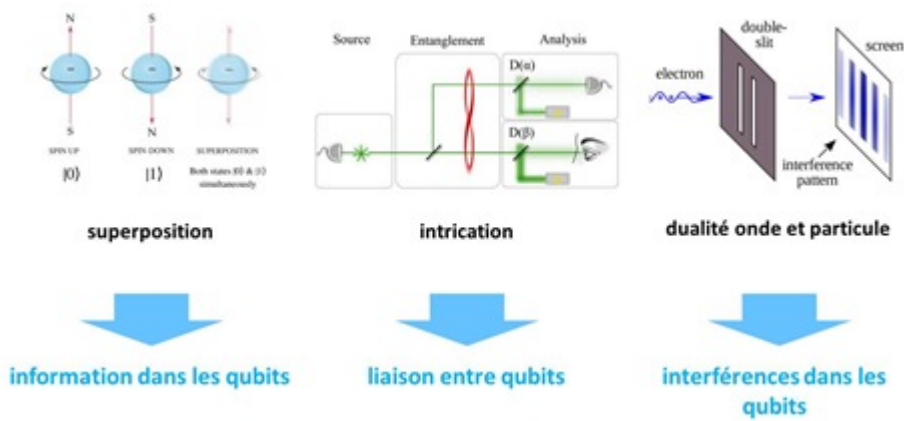 N
S
S
N
SPIN UP
SPIN DOWN
SUPERPOSITION
|0⟩
|1⟩
Both states |0⟩ & |1⟩
simultaneously
superposition
Source
Entanglement
Analysis
D(α)
D(β)
intrication
double-
slit
screen
electron
interference
pattern
dualité onde et particule
information dans les qubits
liaison entre qubits
interférences dans les
qubits